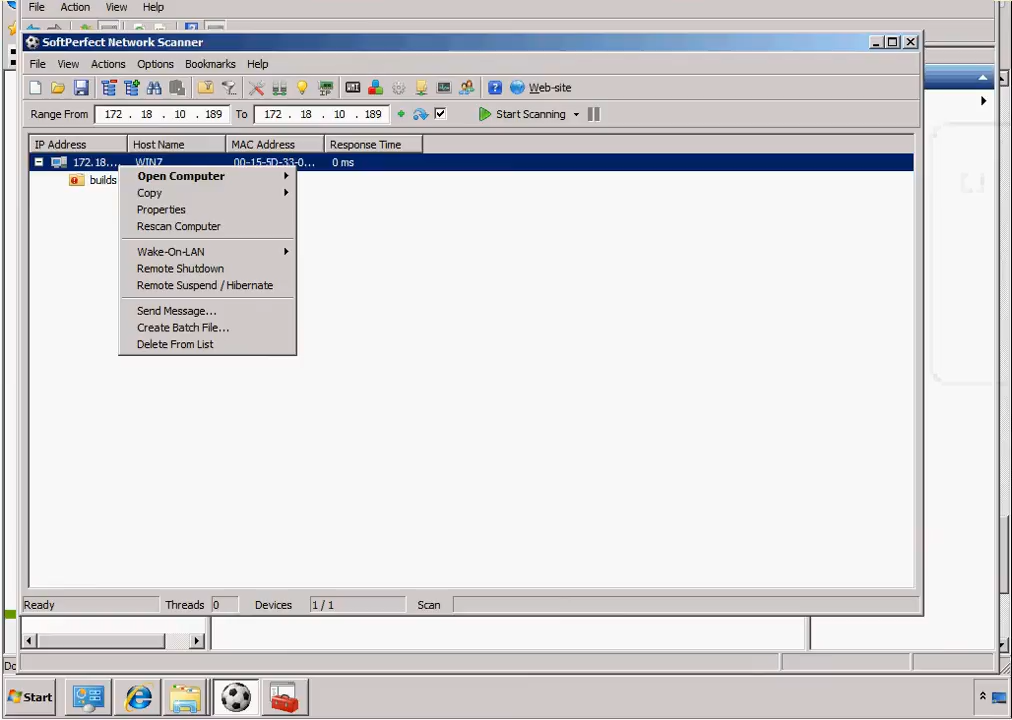 File Action View Help
SoftPerfect Network Scanner
File View Actions Options Bookmarks Help
Web-site
Range From 172 . 18 . 10 . 189 To 172 . 18 . 10 . 189 Start Scanning
IP Address Host Name MAC Address Response Time
172.18.... WIN7 00-15-5D-33-0... 0 ms
builds
Open Computer
Copy
Properties
Rescan Computer
Wake-On-LAN
Remote Shutdown
Remote Suspend / Hibernate
Send Message...
Create Batch File...
Delete From List
Ready Threads 0 Devices 1 / 1 Scan
Do
Start